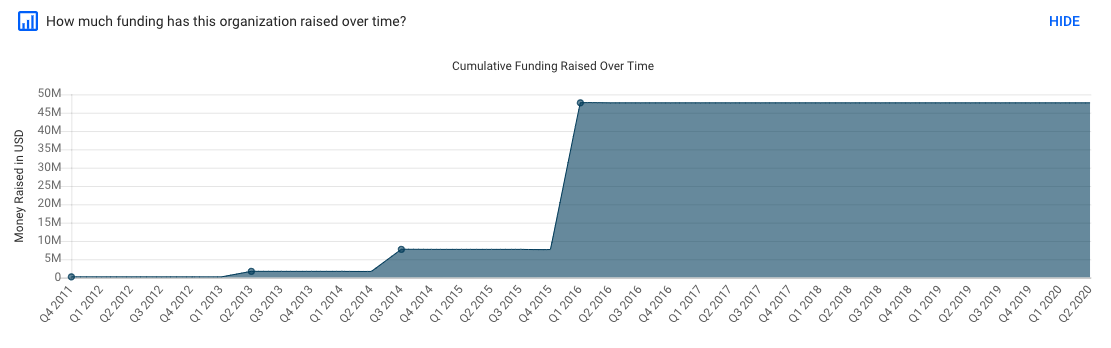 How much funding has this organization raised over time?
HIDE
Cumulative Funding Raised Over Time
Money Raised in USD
50M
45M
40M
35M
30M
25M
20M
15M
10M
5M
0
Q4 2011
Q1 2012
Q2 2012
Q3 2012
Q4 2012
Q1 2013
Q2 2013
Q3 2013
Q4 2013
Q1 2014
Q2 2014
Q3 2014
Q4 2014
Q1 2015
Q2 2015
Q3 2015
Q4 2015
Q1 2016
Q2 2016
Q3 2016
Q4 2016
Q1 2017
Q2 2017
Q3 2017
Q4 2017
Q1 2018
Q2 2018
Q3 2018
Q4 2018
Q1 2019
Q2 2019
Q3 2019
Q4 2019
Q1 2020
Q2 2020